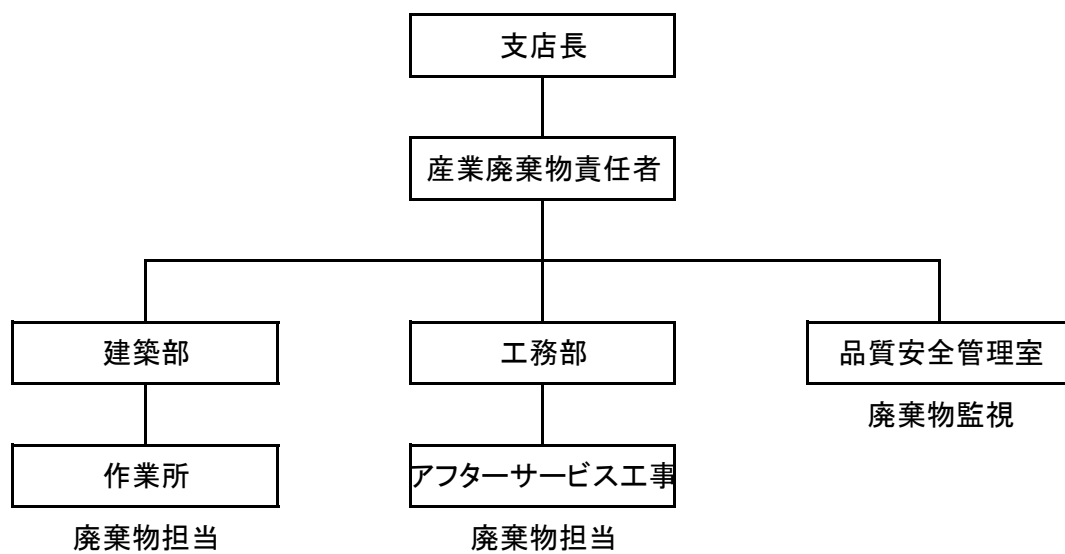 支店長
産業廃棄物責任者
建築部
工務部
品質安全管理室
廃棄物監視
作業所
アフターサービス工事
廃棄物担当
廃棄物担当